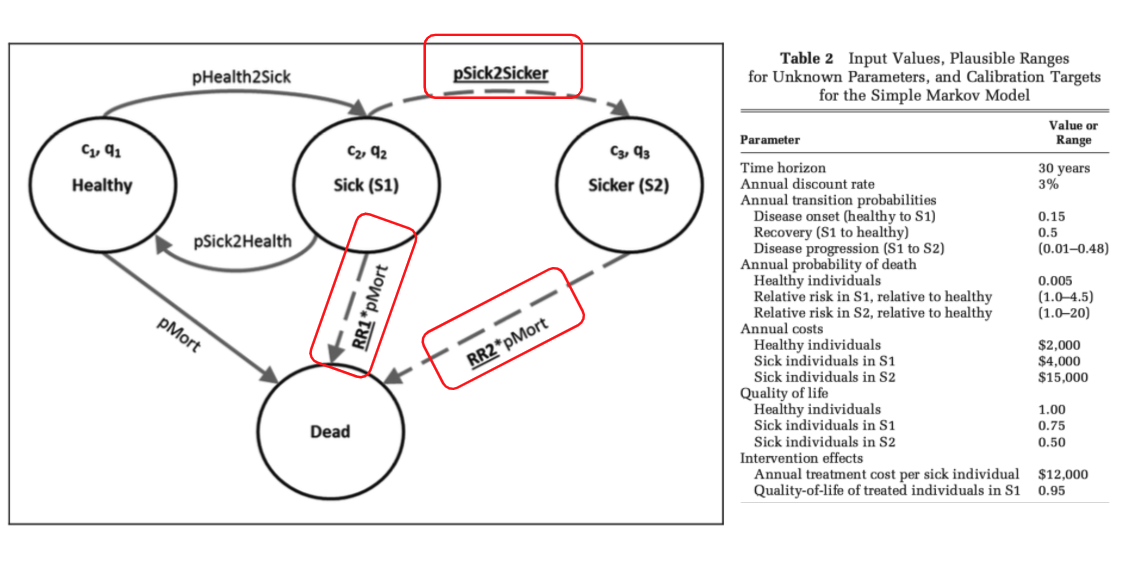 pHealth2Sick
pSick2Sicker
c1, q1
Healthy
c2, q2
Sick (S1)
c3, q3
Sicker (S2)
pSick2Health
pMort
RR1*pMort
RR2*pMort
Dead
Table 2 Input Values, Plausible Ranges
for Unknown Parameters, and Calibration Targets
for the Simple Markov Model
Parameter Value or
Range
Time horizon 30 years
Annual discount rate 3%
Annual transition probabilities
Disease onset (healthy to S1) 0.15
Recovery (S1 to healthy) 0.5
Disease progression (S1 to S2) (0.01–0.48)
Annual probability of death
Healthy individuals 0.005
Relative risk in S1, relative to healthy (1.0–4.5)
Relative risk in S2, relative to healthy (1.0–20)
Annual costs
Healthy individuals $2,000
Sick individuals in S1 $4,000
Sick individuals in S2 $15,000
Quality of life
Healthy individuals 1.00
Sick individuals in S1 0.75
Sick individuals in S2 0.50
Intervention effects
Annual treatment cost per sick individual $12,000
Quality-of-life of treated individuals in S1 0.95